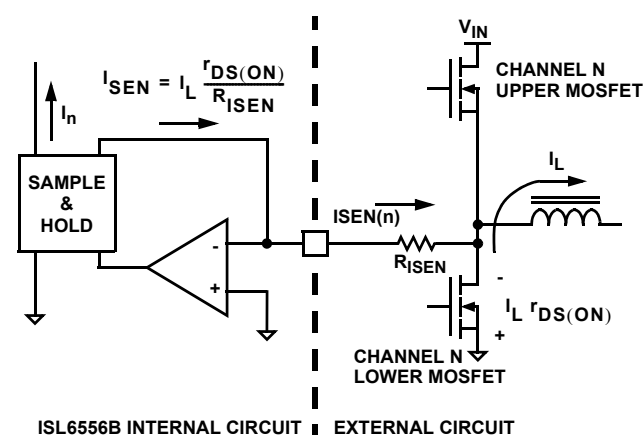 V_IN
I_SEN = I_L r_DS(ON) / R_ISEN
CHANNEL N
UPPER MOSFET
I_n
I_L
SAMPLE
&
HOLD
ISEN(n)
-
+
R_ISEN
-
I_L r_DS(ON)
+
CHANNEL N
LOWER MOSFET
ISL6556B INTERNAL CIRCUIT
EXTERNAL CIRCUIT